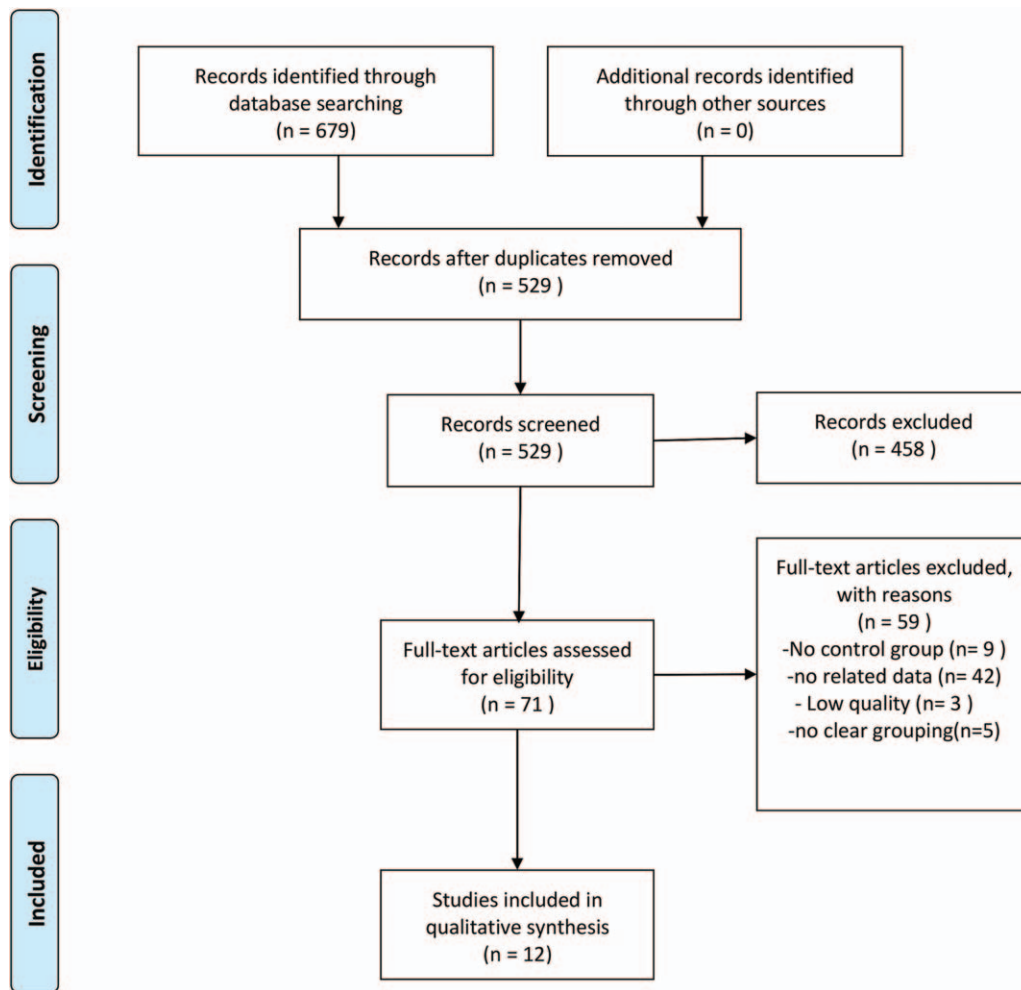 Identification
Records identified through
database searching
(n = 679)
Additional records identified
through other sources
(n = 0)
Records after duplicates removed
(n = 529 )
Screening
Records screened
(n = 529 )
Records excluded
(n = 458 )
Eligibility
Full-text articles assessed
for eligibility
(n = 71 )
Full-text articles excluded,
with reasons
(n = 59 )
-No control group (n= 9 )
-no related data (n= 42)
- Low quality (n= 3 )
-no clear grouping(n=5)
Included
Studies included in
qualitative synthesis
(n = 12)